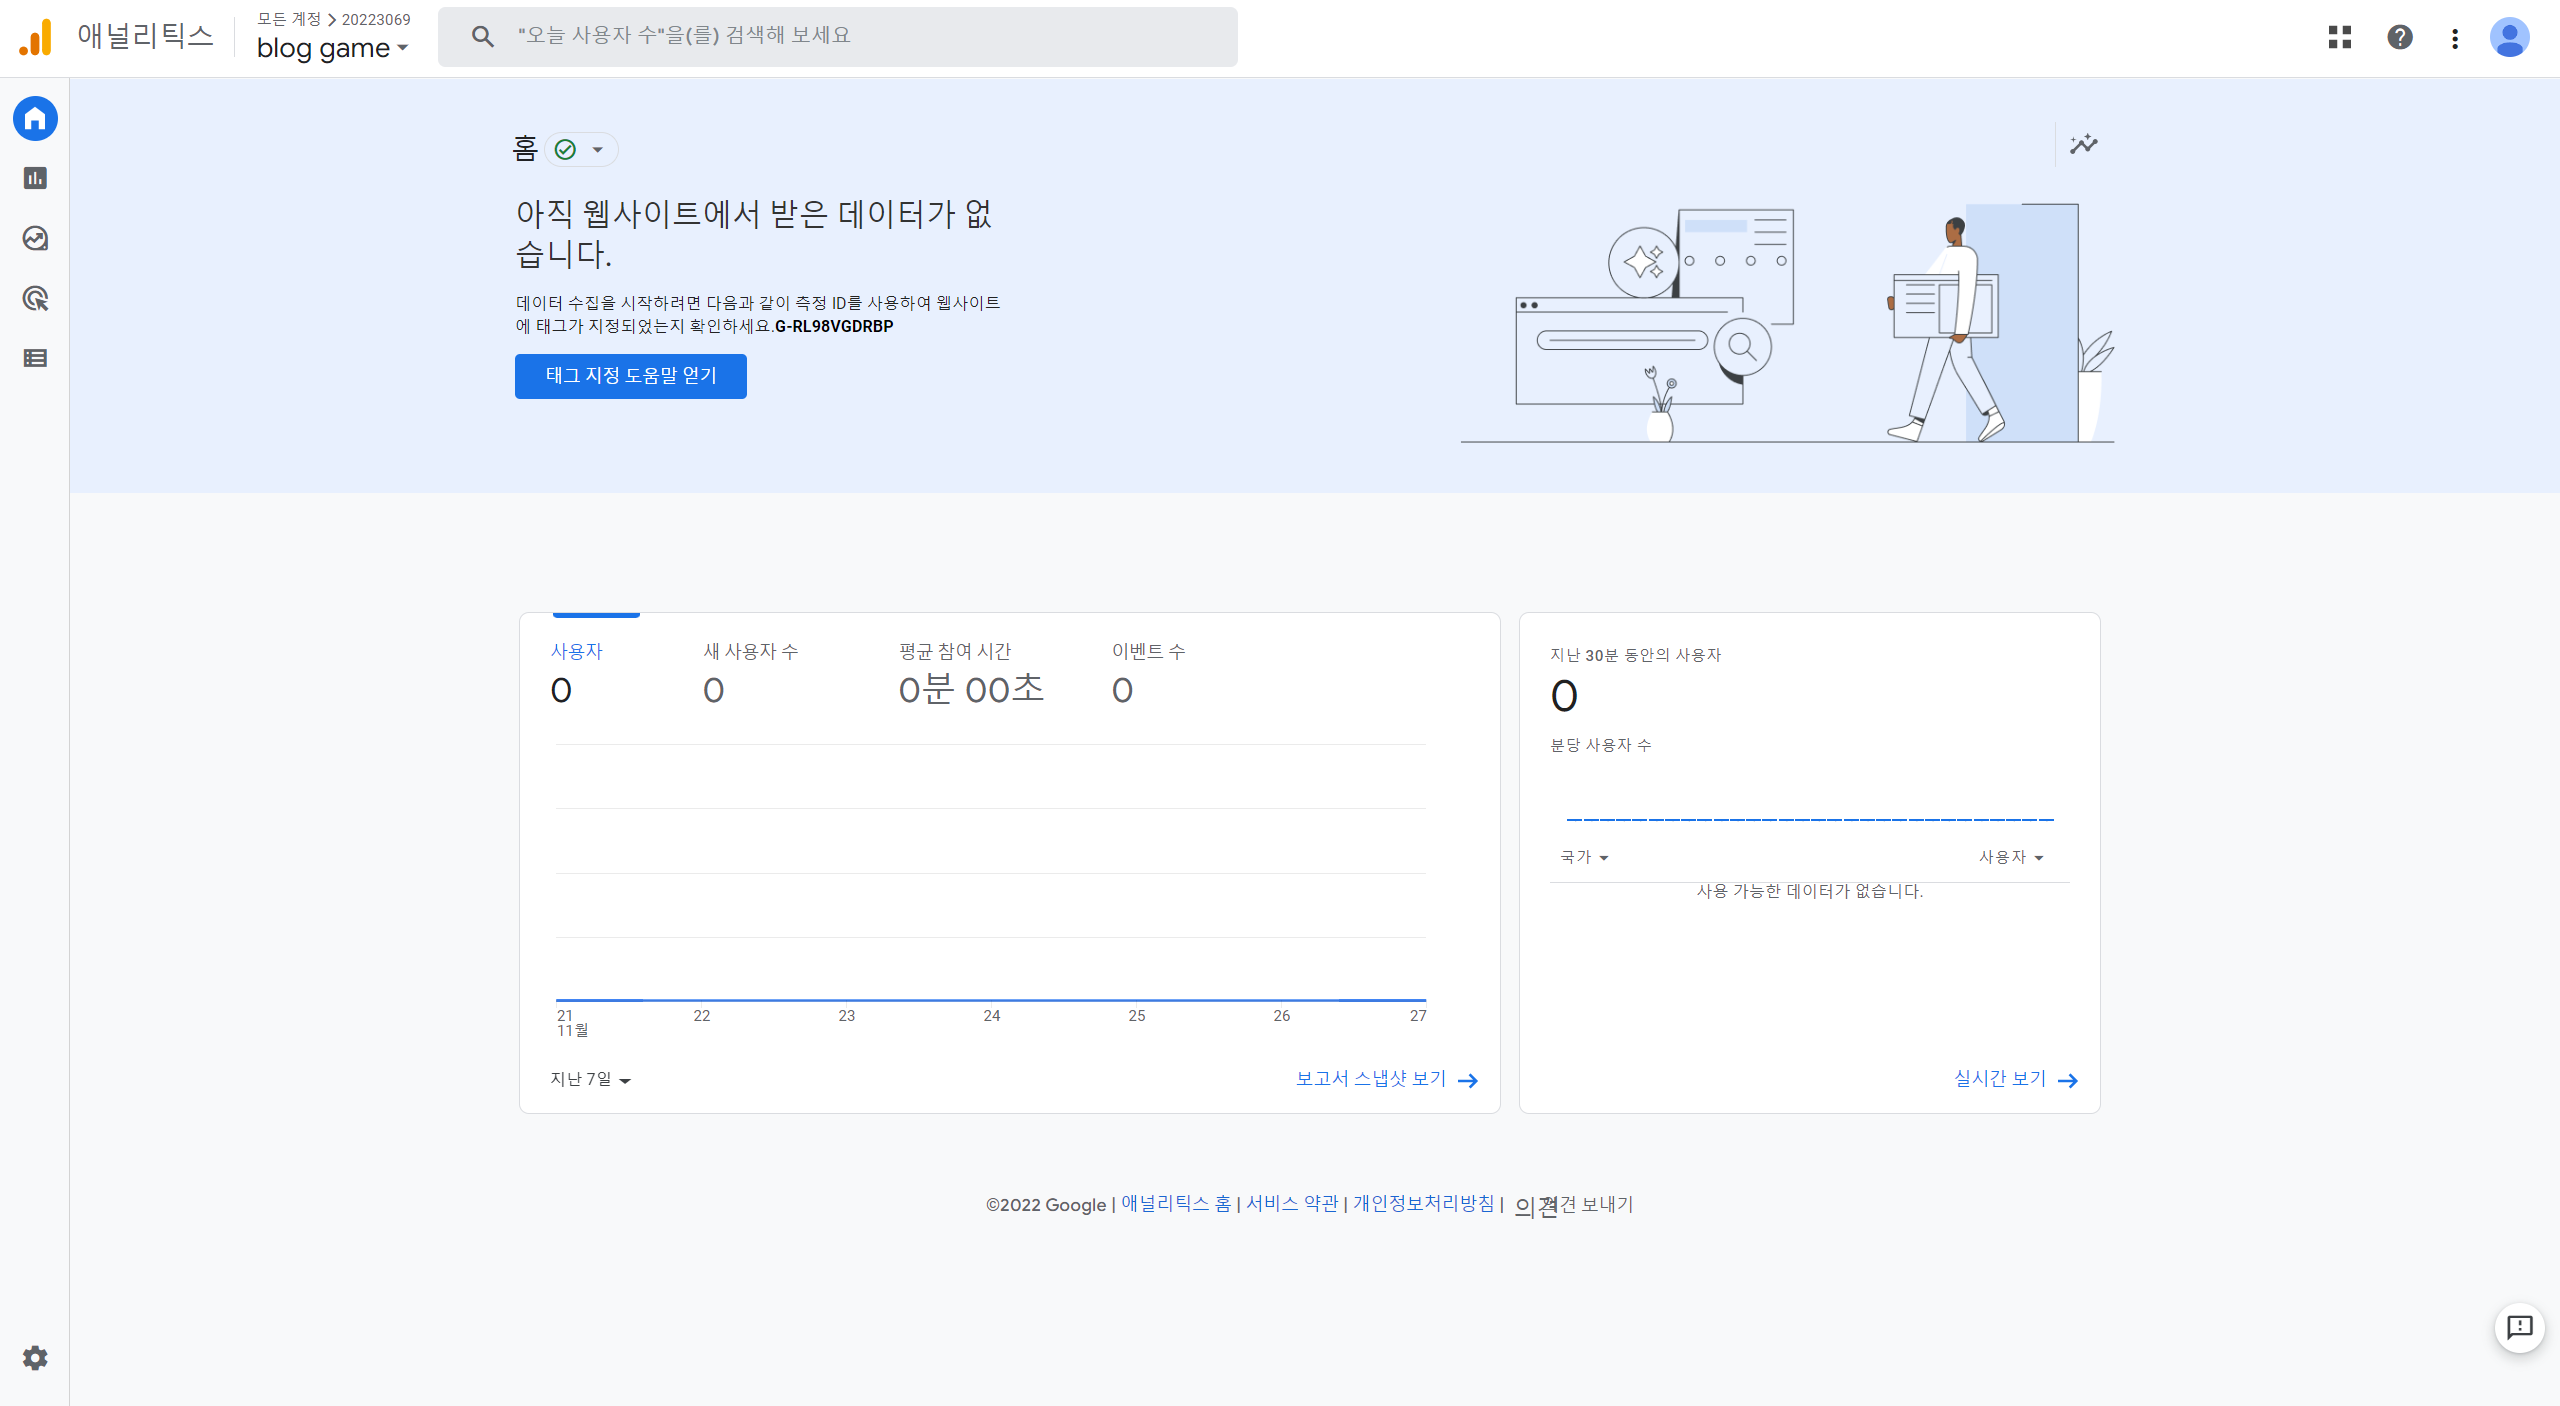 애널리틱스
모든 계정 > 20223069
blog game
"오늘 사용자 수"을(를) 검색해 보세요
홈
아직 웹사이트에서 받은 데이터가 없
습니다.
데이터 수집을 시작하려면 다음과 같이 측정 ID를 사용하여 웹사이트
에 태그가 지정되었는지 확인하세요.G-RL98VGDRBP
태그 지정 도움말 얻기
사용자
0
새 사용자 수
0
평균 참여 시간
0분 00초
이벤트 수
0
21 22 23 24 25 26 27
11월
지난 7일
보고서 스냅샷 보기
지난 30분 동안의 사용자
0
분당 사용자 수
국가
사용자
사용 가능한 데이터가 없습니다.
실시간 보기
©2022 Google | 애널리틱스 홈 | 서비스 약관 | 개인정보처리방침 | 의견 의견 보내기